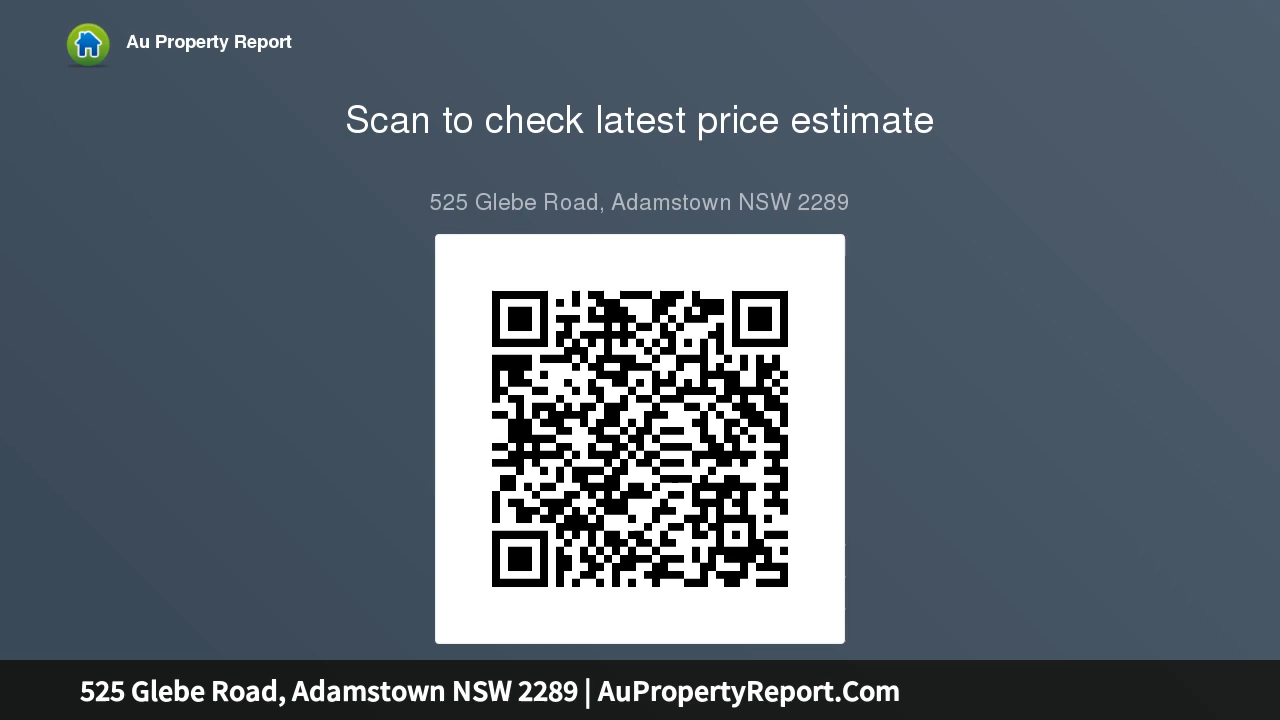 Au Property Report
Scan to check latest price estimate
525 Glebe Road, Adamstown NSW 2289
525 Glebe Road, Adamstown NSW 2289 | AuPropertyReport.Com